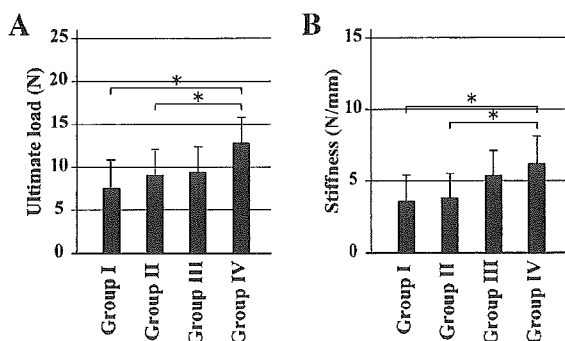 A
Ultimate load (N)
25
20
15
10
5
0
*
*
Group I
Group II
Group III
Group IV
B
Stiffness (N/mm)
15
10
5
0
*
*
Group I
Group II
Group III
Group IV